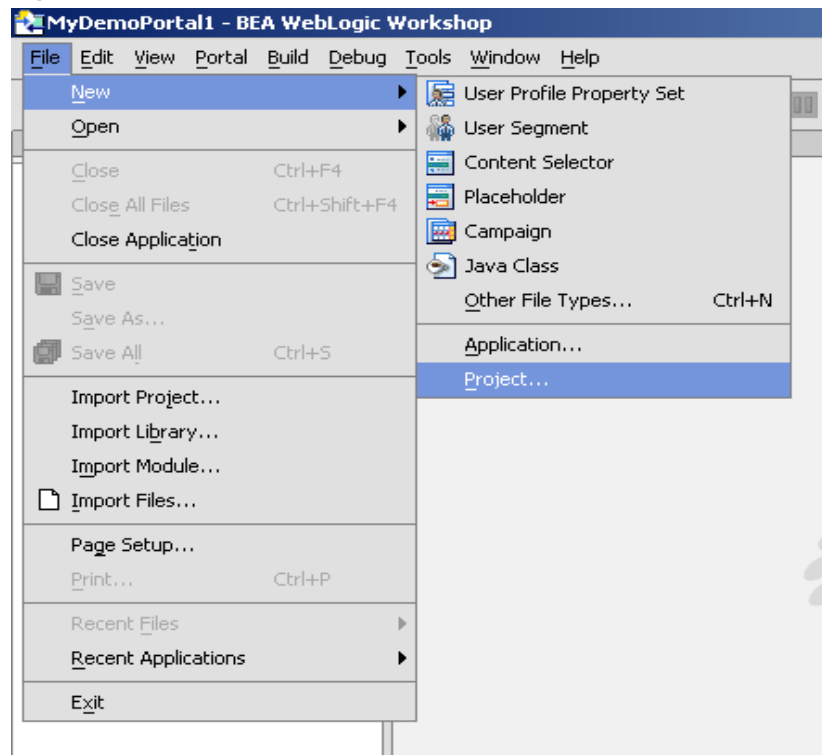 MyDemoPortal1 - BEA WebLogic Workshop
File Edit View Portal Build Debug Tools Window Help
New
Open
Close Ctrl+F4
Close All Files Ctrl+Shift+F4
Close Application
Save
Save As...
Save All Ctrl+S
Import Project...
Import Library...
Import Module...
Import Files...
Page Setup...
Print... Ctrl+P
Recent Files
Recent Applications
Exit
User Profile Property Set
User Segment
Content Selector
Placeholder
Campaign
Java Class
Other File Types... Ctrl+N
Application...
Project...